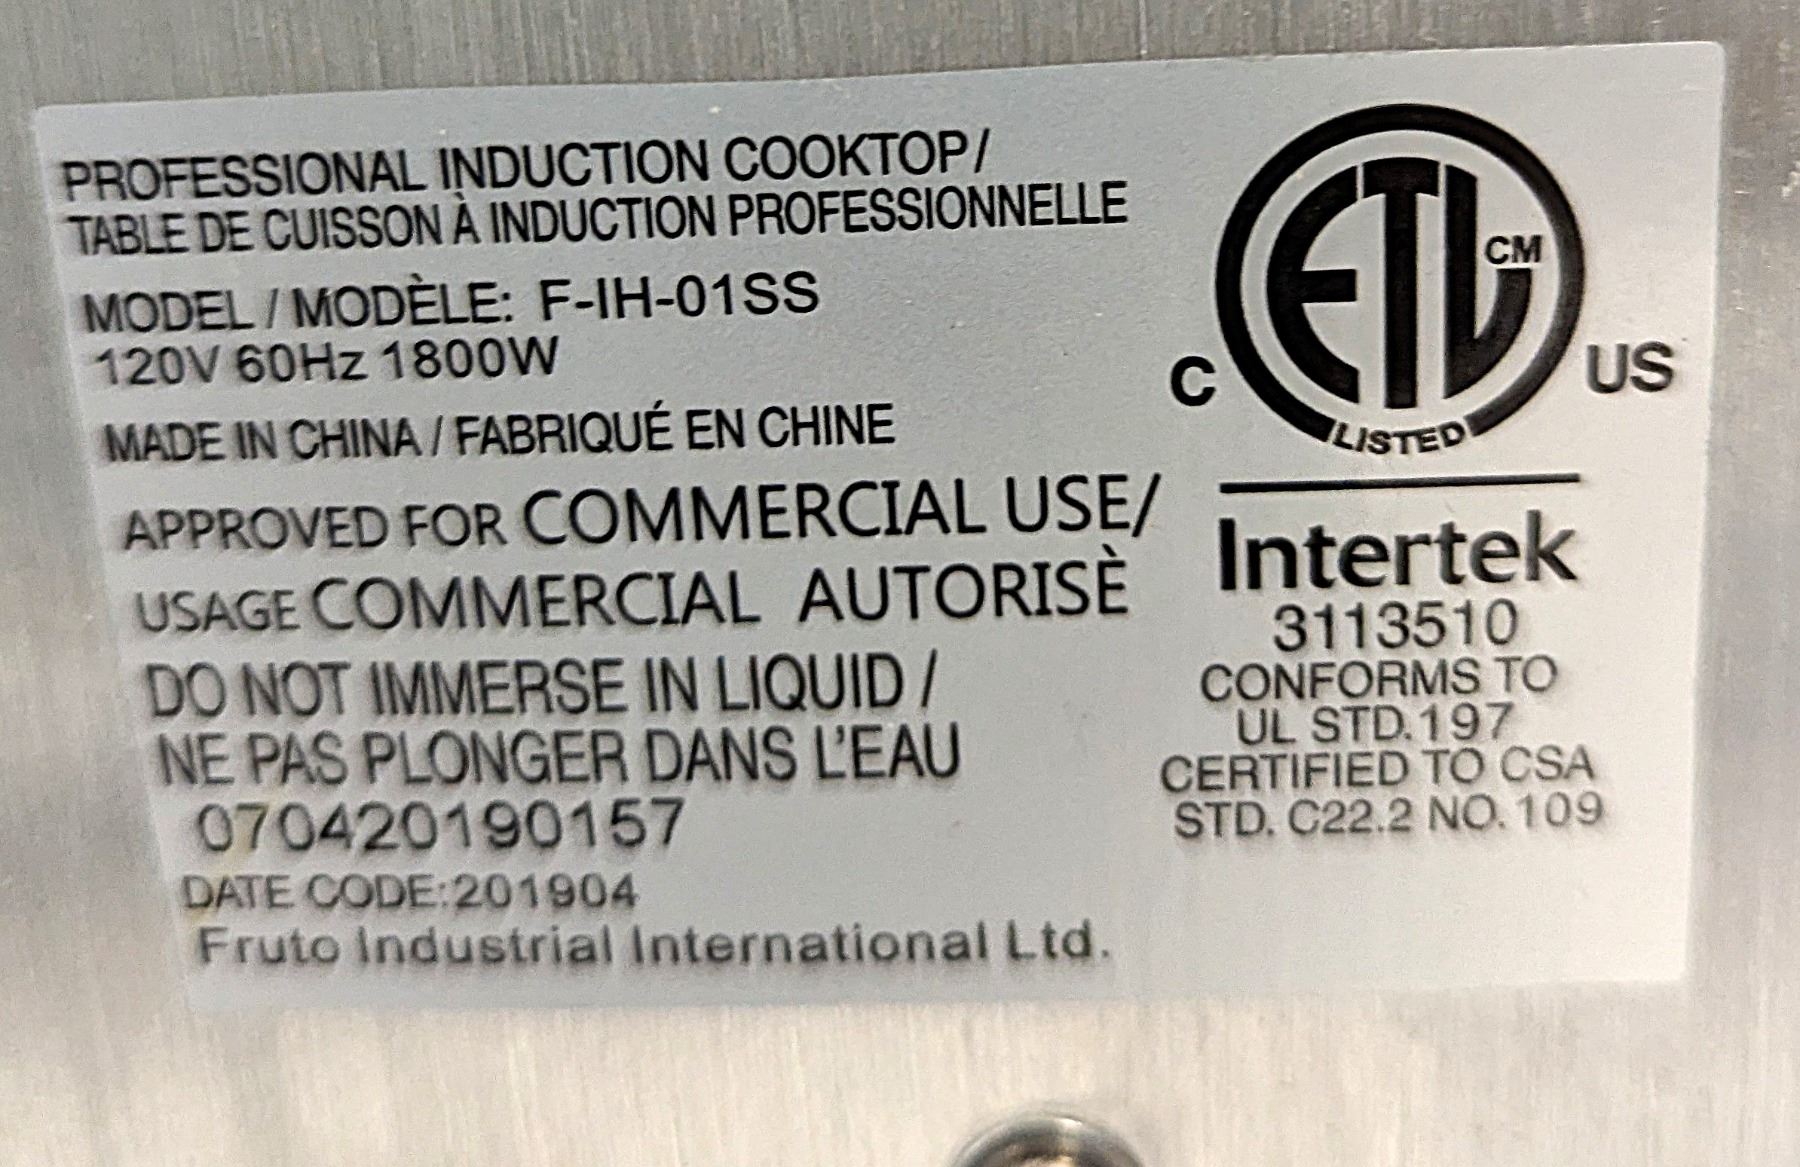 PROFESSIONAL INDUCTION COOKTOP/
TABLE DE CUISSON À INDUCTION PROFESSIONNELLE
MODEL / MODÈLE: F-IH-01SS
120V 60Hz 1800W
MADE IN CHINA / FABRIQUÉ EN CHINE
APPROVED FOR COMMERCIAL USE/
USAGE COMMERCIAL AUTORISÈ
DO NOT IMMERSE IN LIQUID /
NE PAS PLONGER DANS L'EAU
070420190157
DATE CODE:201904
Fruto Industrial International Ltd.
ETL CM
C US
LISTED
Intertek
3113510
CONFORMS TO
UL STD.197
CERTIFIED TO CSA
STD. C22.2 NO. 109